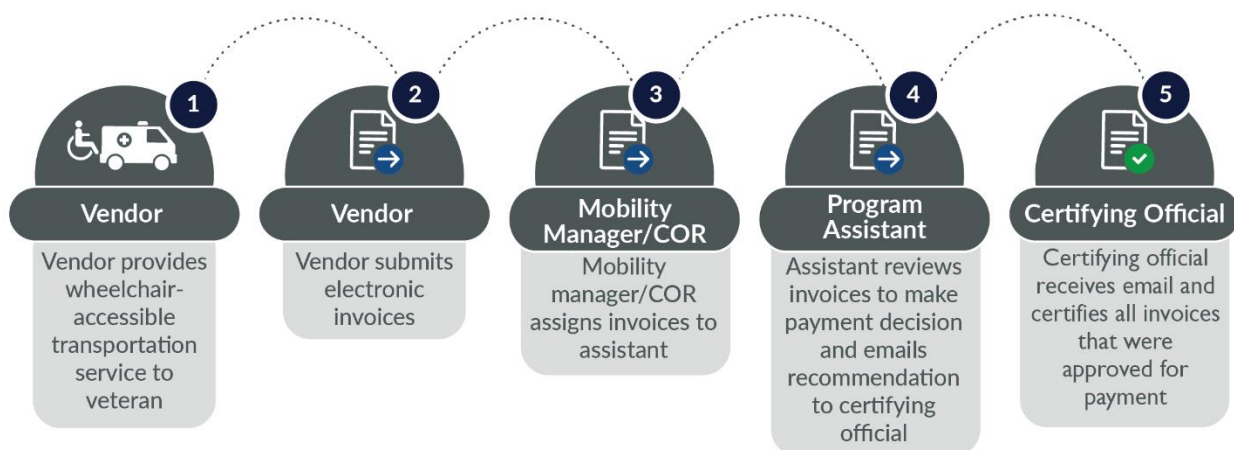 1
Vendor
Vendor provides
wheelchair-
accessible
transportation
service to
veteran
2
Vendor
Vendor submits
electronic
invoices
3
Mobility
Manager/COR
Mobility
manager/COR
assigns invoices to
assistant
4
Program
Assistant
Assistant reviews
invoices to make
payment decision
and emails
recommendation
to certifying
official
5
Certifying Official
Certifying official
receives email and
certifies all invoices
that were
approved for
payment